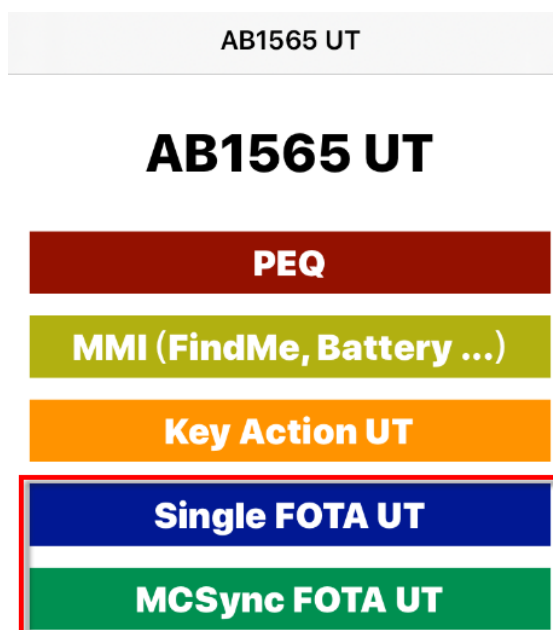 AB1565 UT
AB1565 UT
PEQ
MMI (FindMe, Battery ...)
Key Action UT
Single FOTA UT
MCSync FOTA UT